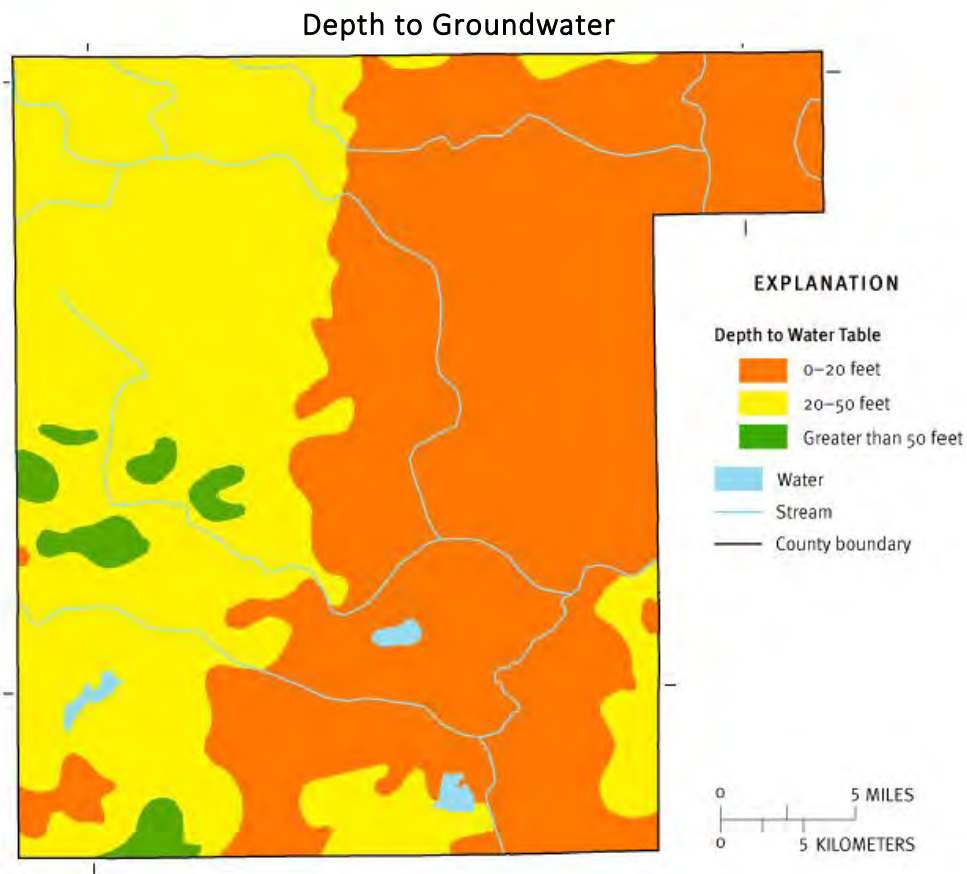 Depth to Groundwater
EXPLANATION
Depth to Water Table
0–20 feet
20–50 feet
Greater than 50 feet
Water
Stream
County boundary
0 5 MILES
0 5 KILOMETERS